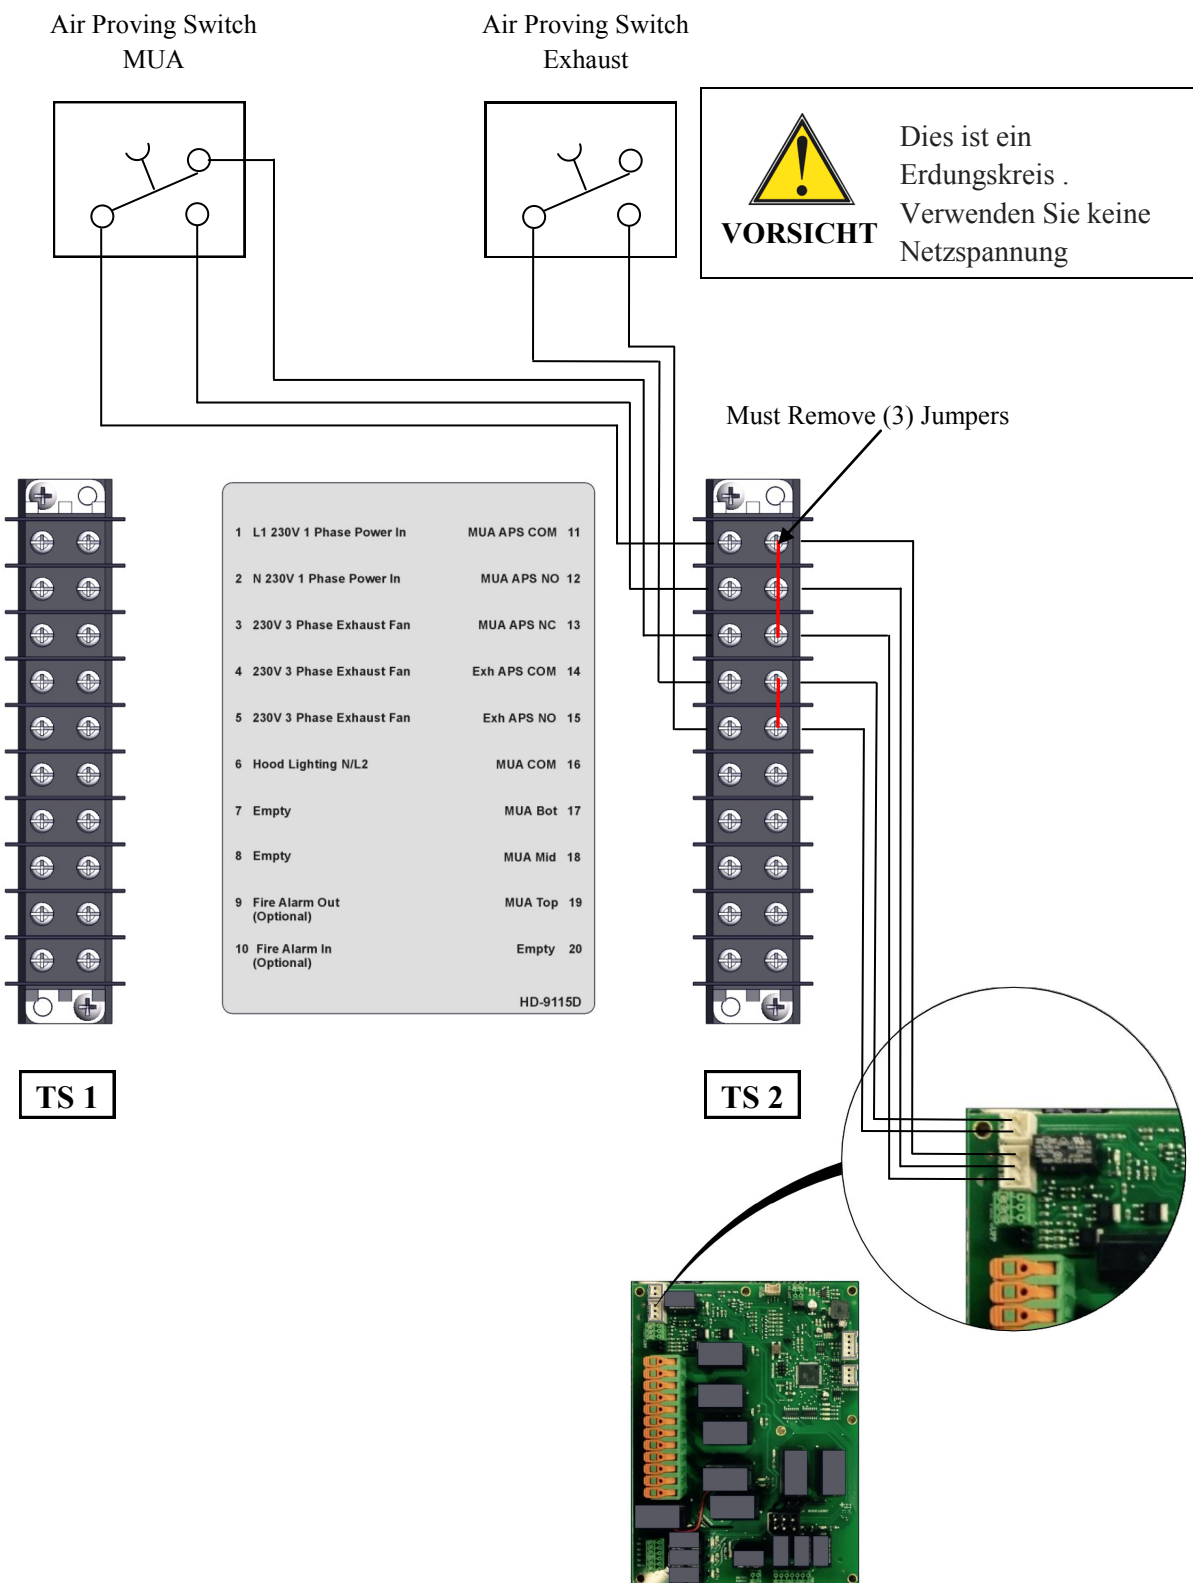 Air Proving Switch
MUA
Air Proving Switch
Exhaust
Dies ist ein
Erdungskreis .
Verwenden Sie keine
Netzspannung
VORSICHT
Must Remove (3) Jumpers
1 L1 230V 1 Phase Power In MUA APS COM 11
2 N 230V 1 Phase Power In MUA APS NO 12
3 230V 3 Phase Exhaust Fan MUA APS NC 13
4 230V 3 Phase Exhaust Fan Exh APS COM 14
5 230V 3 Phase Exhaust Fan Exh APS NO 15
6 Hood Lighting N/L2 MUA COM 16
7 Empty MUA Bot 17
8 Empty MUA Mid 18
9 Fire Alarm Out MUA Top 19
(Optional)
10 Fire Alarm In Empty 20
(Optional)
HD-9115D
TS 1
TS 2